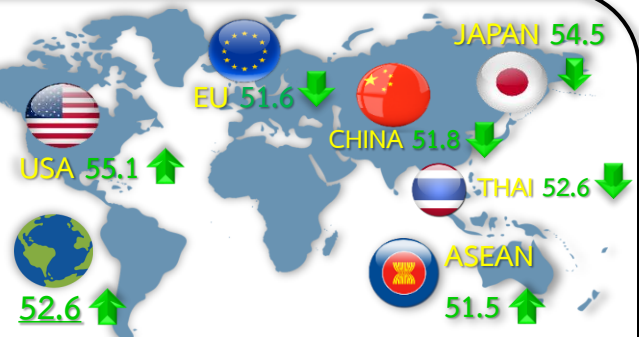 JAPAN 54.5
EU 51.6
CHINA 51.8
USA 55.1
THAI 52.6
ASEAN
51.5
52.6